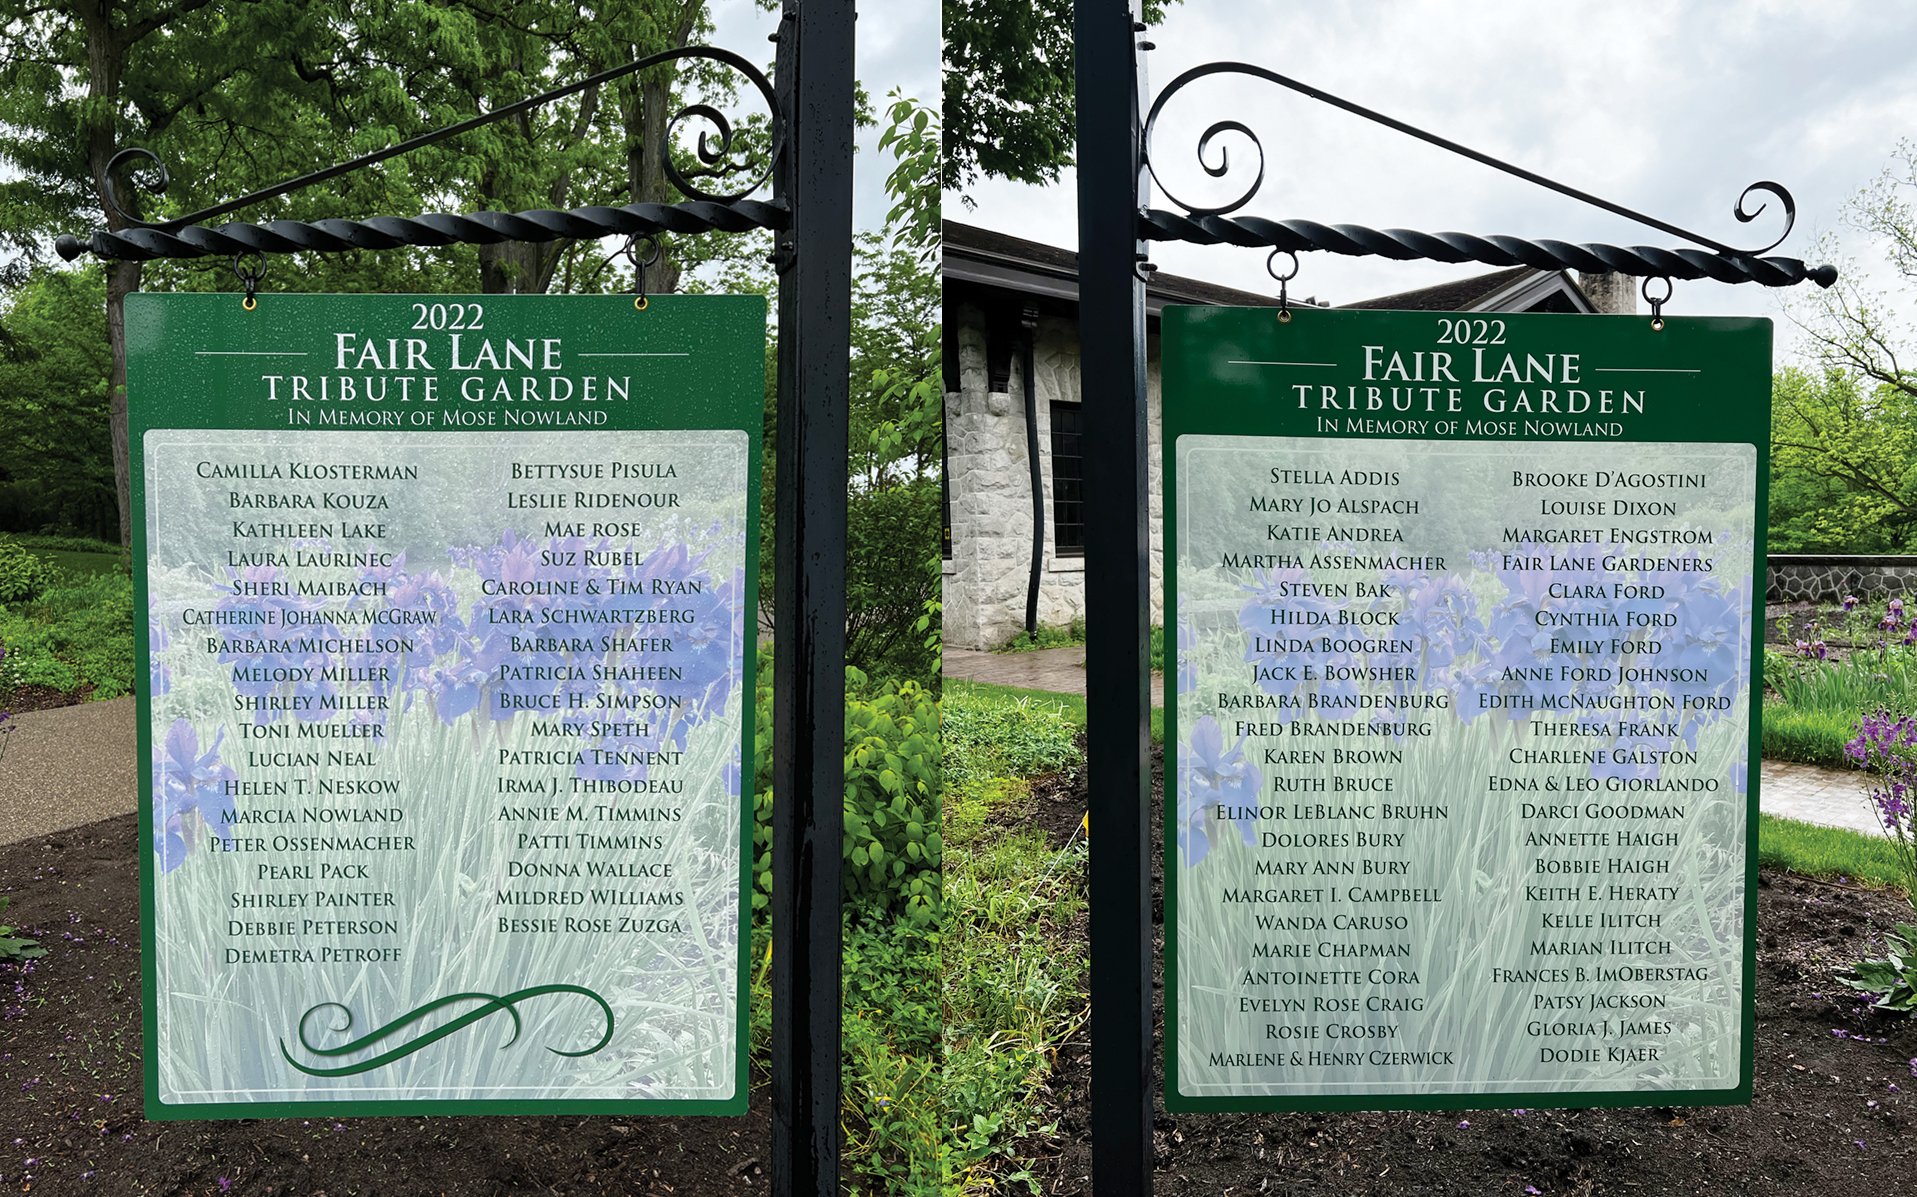 2022
FAIR LANE
TRIBUTE GARDEN
IN MEMORY OF MOSE NOWLAND
CAMILLA KLOSTERMAN
BARBARA KOUZA
KATHLEEN LAKE
LAURA LAURINEC
SHERI MAIBACH
CATHERINE JOHANNA MCGRAW
BARBARA MICHELSON
MELODY MILLER
SHIRLEY MILLER
TONI MUELLER
LUCIAN NEAL
HELEN T. NESKOW
MARCIA NOWLAND
PETER OSSENMACHER
PEARL PACK
SHIRLEY PAINTER
DEBBIE PETERSON
DEMETRA PETROFF
BETTYSUE PISULA
LESLIE RIDENOUR
MAE ROSE
SUZ RUBEL
CAROLINE & TIM RYAN
LARA SCHWARTZBERG
BARBARA SHAFER
PATRICIA SHAHEEN
BRUCE H. SIMPSON
MARY SPETH
PATRICIA TENNENT
IRMA J. THIBODEAU
ANNIE M. TIMMINS
PATTI TIMMINS
DONNA WALLACE
MILDRED WILLIAMS
BESSIE ROSE ZUZGA
2022
FAIR LANE
TRIBUTE GARDEN
IN MEMORY OF MOSE NOWLAND
STELLA ADDIS
MARY JO ALSPACH
KATIE ANDREA
MARTHA ASSENMACHER
STEVEN BAK
HILDA BLOCK
LINDA BOOGREN
JACK E. BOWSHER
BARBARA BRANDENBURG
FRED BRANDENBURG
KAREN BROWN
RUTH BRUCE
ELINOR LEBLANC BRUHN
DOLORES BURY
MARY ANN BURY
MARGARET I. CAMPBELL
WANDA CARUSO
MARIE CHAPMAN
ANTOINETTE CORA
EVELYN ROSE CRAIG
ROSIE CROSBY
MARLENE & HENRY CZERWICK
BROOKE D'AGOSTINI
LOUISE DIXON
MARGARET ENGSTROM
FAIR LANE GARDENERS
CLARA FORD
CYNTHIA FORD
EMILY FORD
ANNE FORD JOHNSON
EDITH MCNAUGHTON FORD
THERESA FRANK
CHARLENE GALSTON
EDNA & LEO GIORLANDO
DARCI GOODMAN
ANNETTE HAIGH
BOBBIE HAIGH
KEITH E. HERATY
KELLE ILITCH
MARIAN ILITCH
FRANCES B. IMOBERSTAG
PATSY JACKSON
GLORIA J. JAMES
DODIE KJAER